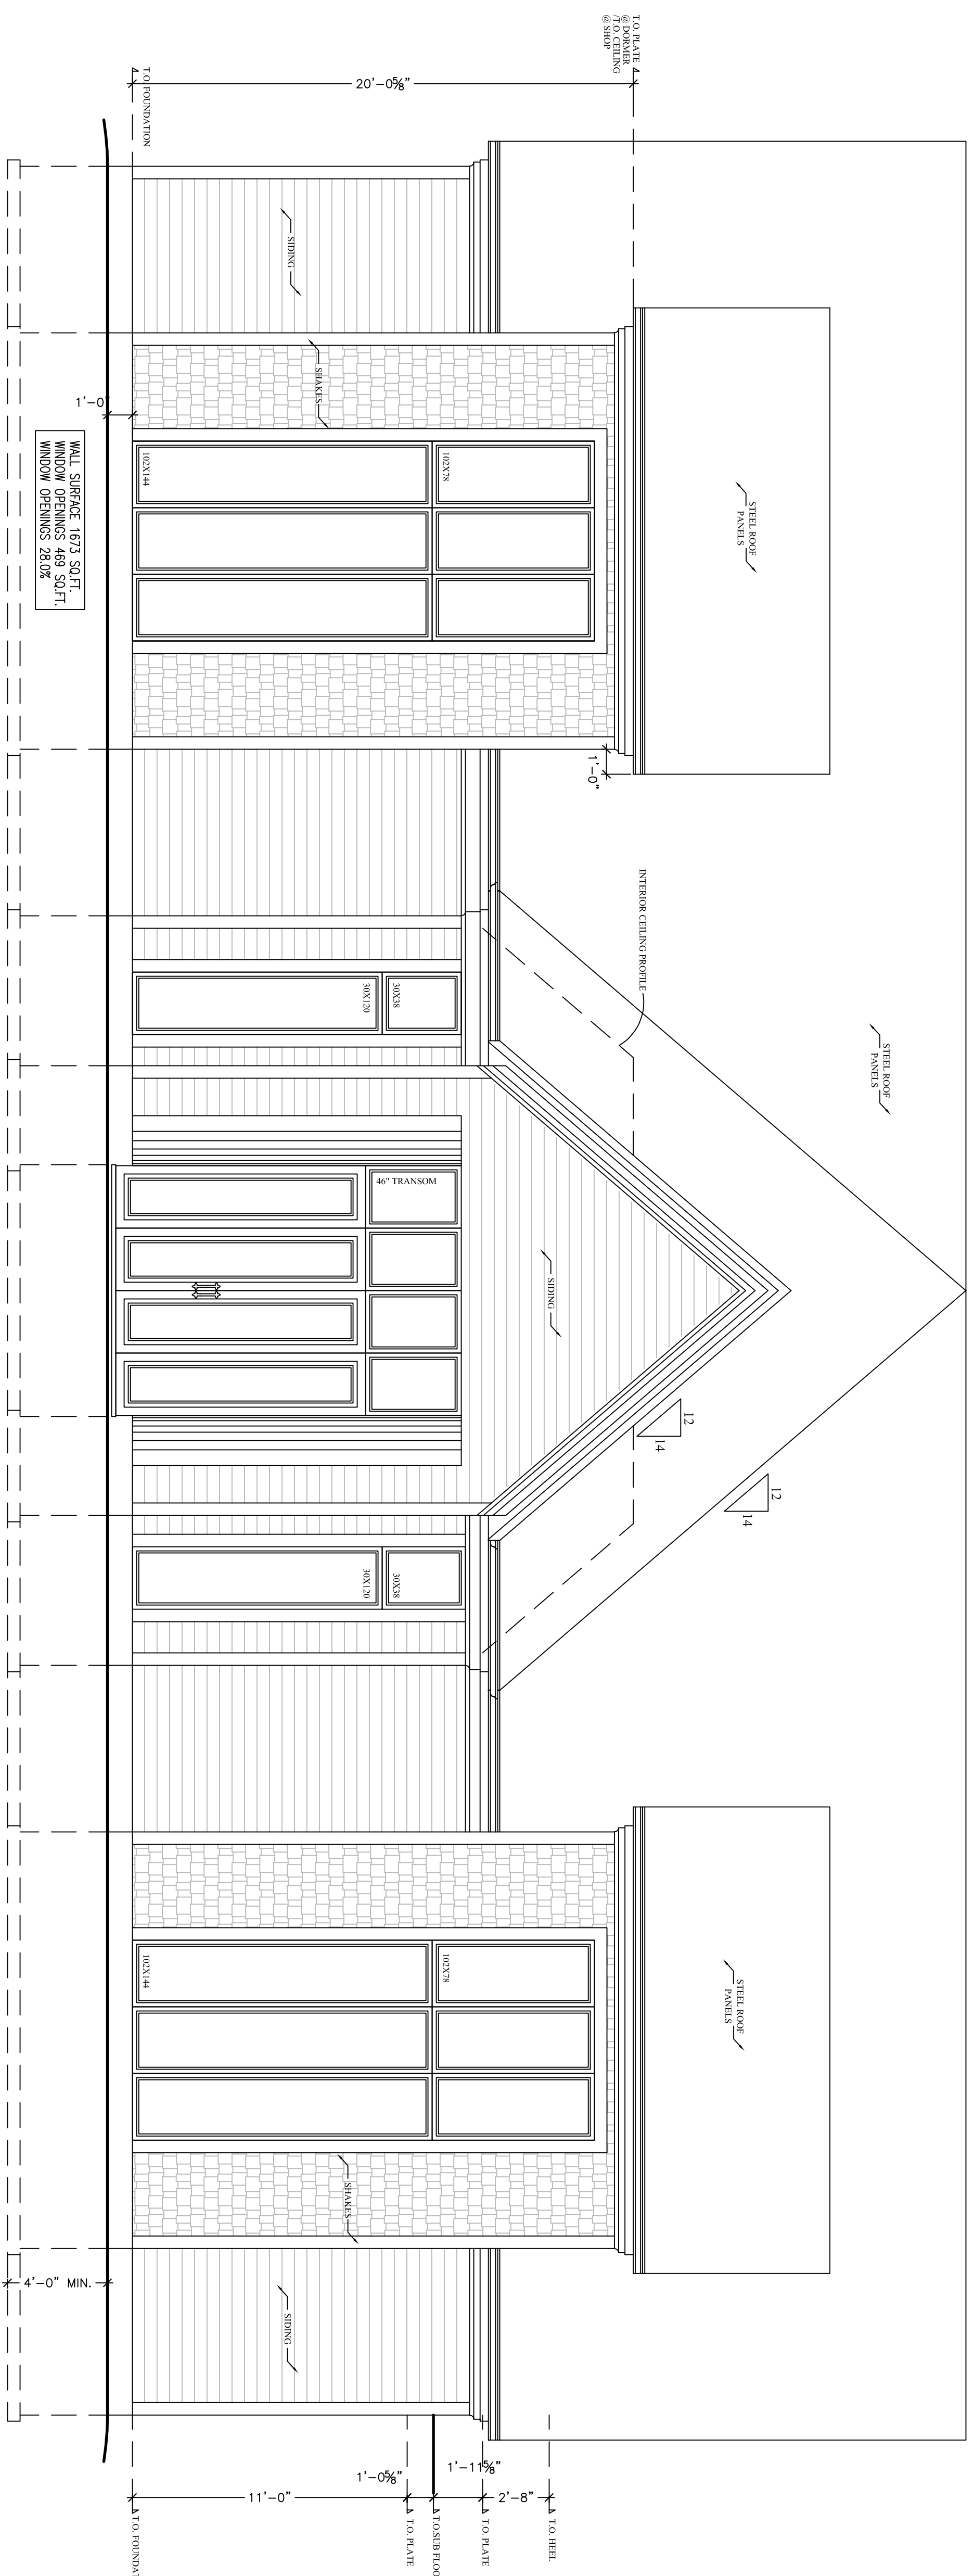 T.O. PLATE
@ DORMER
/T.O. CEILING
@ SHOP
20'-0⅝"
T.O. FOUNDATION
SIDING
SHAKES
1'-0"
WALL SURFACE 1673 SQ.FT.
WINDOW OPENINGS 469 SQ.FT.
WINDOW OPENINGS 28.0%
102X78
102X144
STEEL ROOF
PANELS
1'-0"
INTERIOR CEILING PROFILE
30X38
30X120
STEEL ROOF
PANELS
46" TRANSOM
SIDING
12
14
12
14
30X38
30X120
102X78
102X144
STEEL ROOF
PANELS
SHAKES
SIDING
4'-0" MIN.
2'-8"
1'-11⅝"
1'-0⅝"
11'-0"
T.O. HEEL
T.O. PLATE
T.O.SUB FLOO
T.O. PLATE
T.O. FOUNDAT